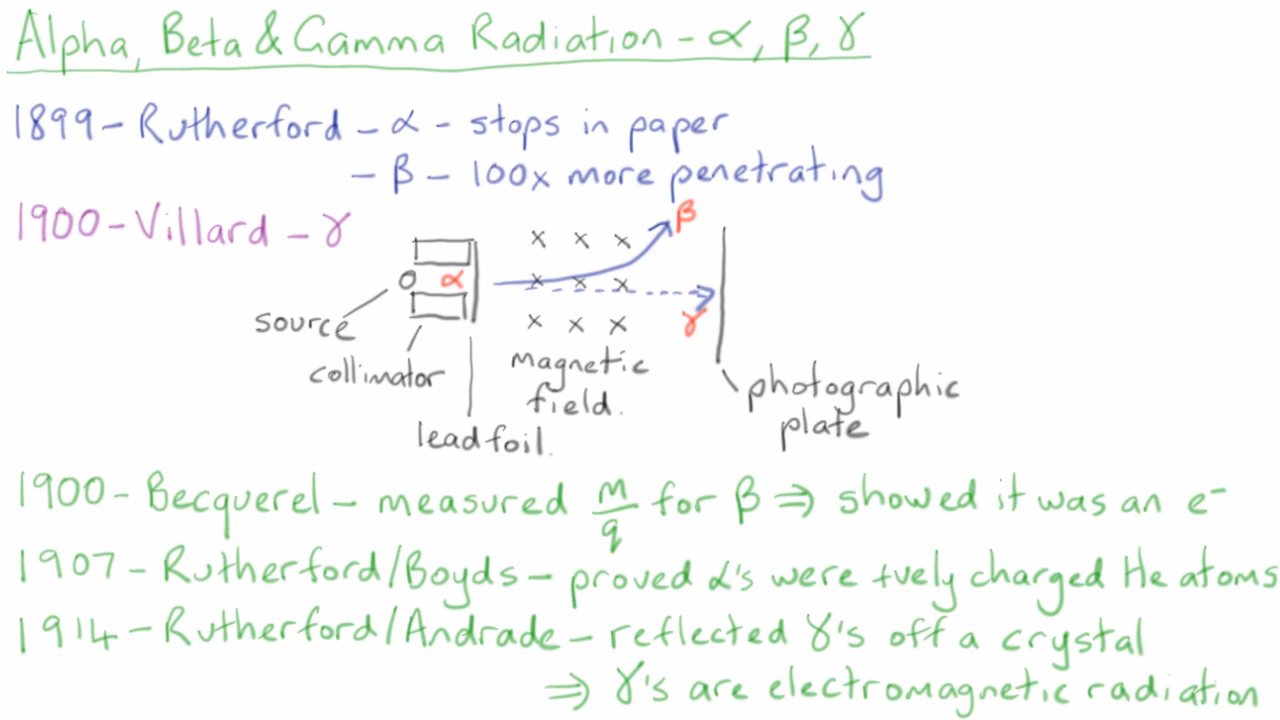 Alpha, Beta & Gamma Radiation - α, β, γ
1899 - Rutherford - α - stops in paper
- β - 100x more penetrating
1900 - Villard - γ
β
x x x
α
x x x
γ
x x x
source
collimator
lead foil.
magnetic
field.
photographic
plate
1900 - Becquerel - measured m/q for β ⇒ showed it was an e⁻
1907 - Rutherford/Boyds - proved α's were +vely charged He atoms
1914 - Rutherford/Andrade - reflected γ's off a crystal
⇒ γ's are electromagnetic radiation